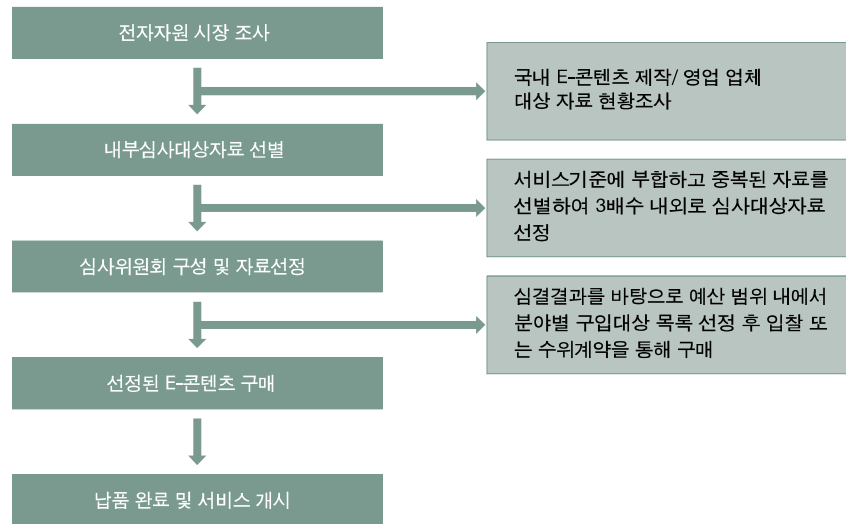 전자자원 시장 조사
국내 E-콘텐츠 제작/ 영업 업체
대상 자료 현황조사
내부심사대상자료 선별
서비스기준에 부합하고 중복된 자료를
선별하여 3배수 내외로 심사대상자료
선정
심사위원회 구성 및 자료선정
심결결과를 바탕으로 예산 범위 내에서
분야별 구입대상 목록 선정 후 입찰 또
는 수위계약을 통해 구매
선정된 E-콘텐츠 구매
납품 완료 및 서비스 개시